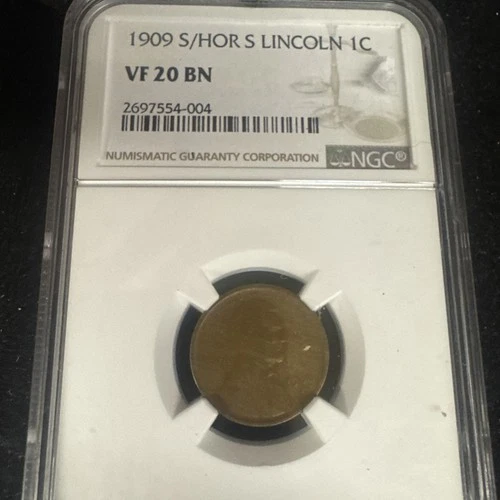 1909 S/HOR S LINCOLN 1C
VF 20 BN
2697554-004
NUMISMATIC GUARANTY CORPORATION NGC®